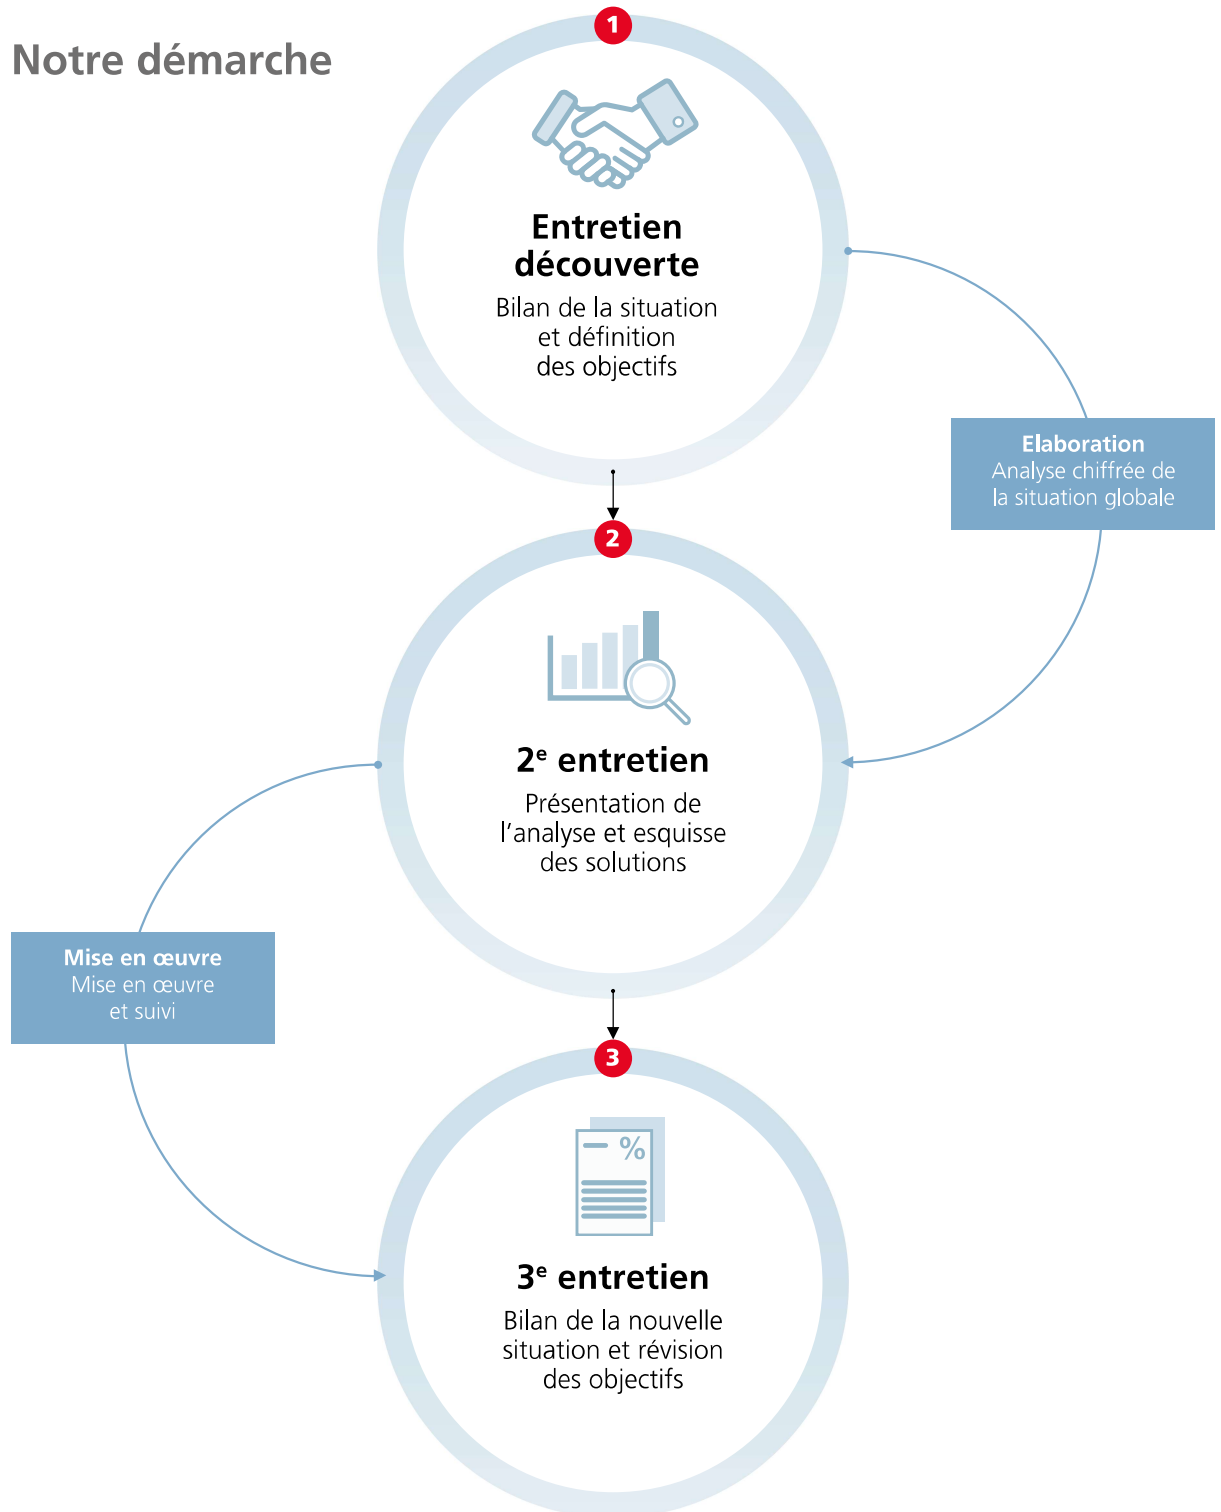 Notre démarche
1
Entretien
découverte
Bilan de la situation
et définition
des objectifs
Elaboration
Analyse chiffrée de
la situation globale
2
2e entretien
Présentation de
l’analyse et esquisse
des solutions
Mise en œuvre
Mise en œuvre
et suivi
3
%
3e entretien
Bilan de la nouvelle
situation et révision
des objectifs